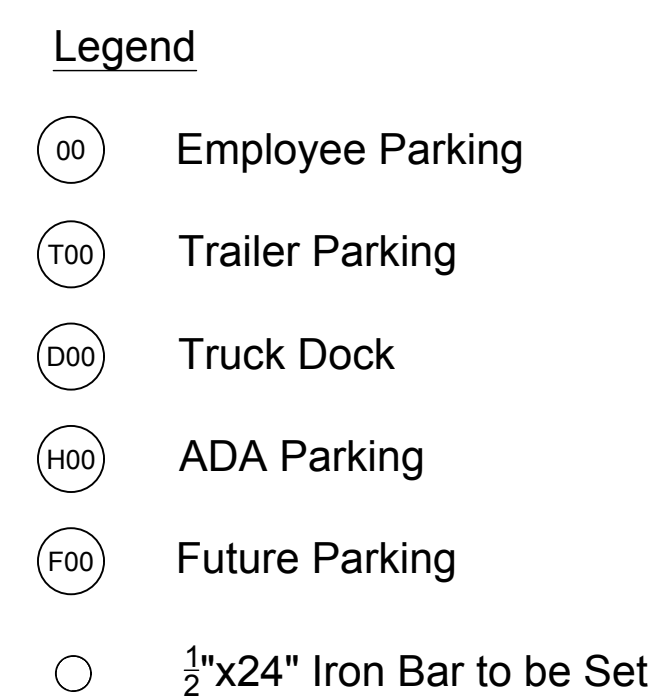 Legend
00 Employee Parking
T00 Trailer Parking
D00 Truck Dock
H00 ADA Parking
F00 Future Parking
½"x24" Iron Bar to be Set